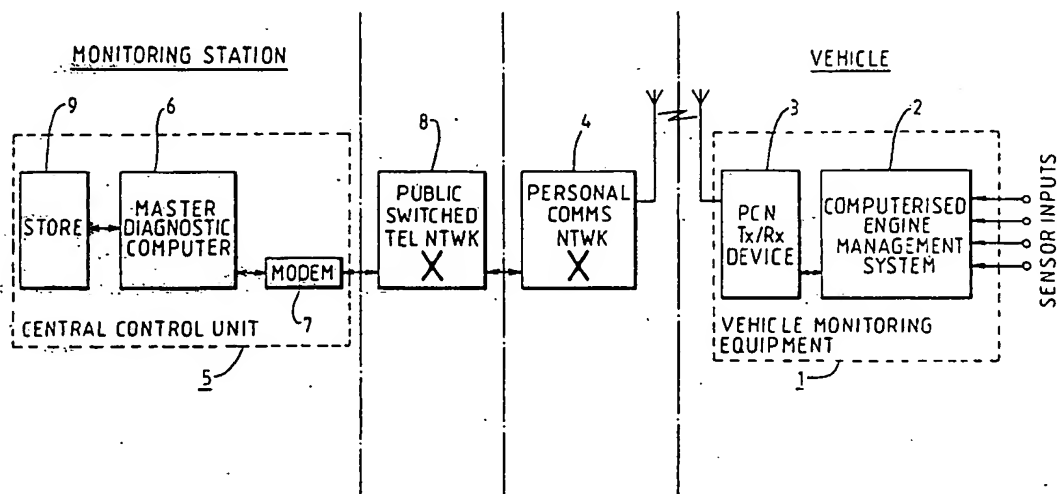 MONITORING STATION
VEHICLE
9
6
8
4
3
2
STORE
MASTER
DIAGNOSTIC
COMPUTER
MODEM
7
PUBLIC
SWITCHED
TEL NTWK
X
PERSONAL
COMMS
NTWK
X
PCN
Tx/Rx
DEVICE
COMPUTERISED
ENGINE
MANAGEMENT
SYSTEM
SENSOR INPUTS
CENTRAL CONTROL UNIT
5
VEHICLE MONITORING
EQUIPMENT
1